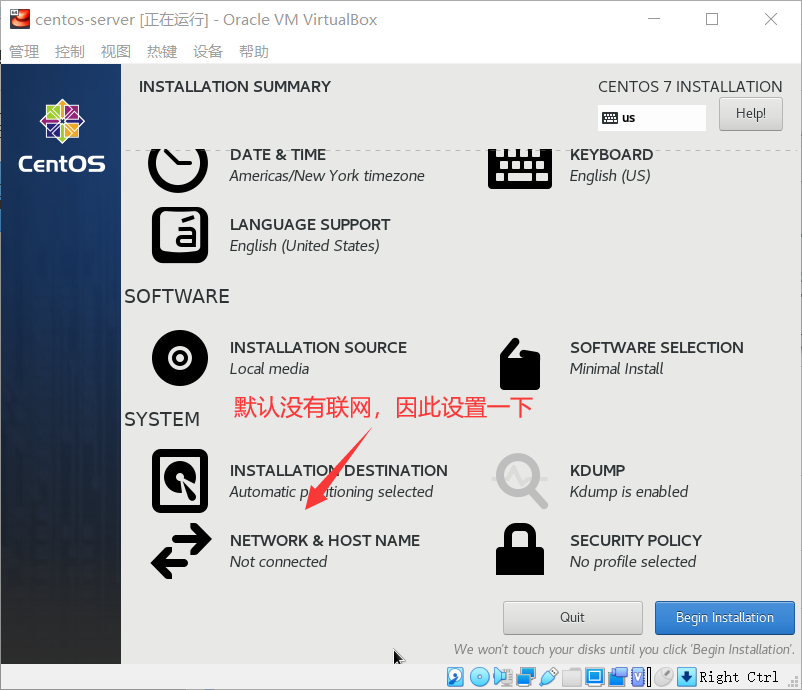 centos-server [正在运行] - Oracle VM VirtualBox
管理 控制 视图 热键 设备 帮助
INSTALLATION SUMMARY
CENTOS 7 INSTALLATION
us
Help!
CentOS
DATE & TIME
Americas/New York timezone
KEYBOARD
English (US)
á
LANGUAGE SUPPORT
English (United States)
SOFTWARE
INSTALLATION SOURCE
Local media
SOFTWARE SELECTION
Minimal Install
默认没有联网，因此设置一下
SYSTEM
INSTALLATION DESTINATION
Automatic partitioning selected
KDUMP
Kdump is enabled
NETWORK & HOST NAME
Not connected
SECURITY POLICY
No profile selected
Quit
Begin Installation
We won't touch your disks until you click 'Begin Installation'.
Right Ctrl